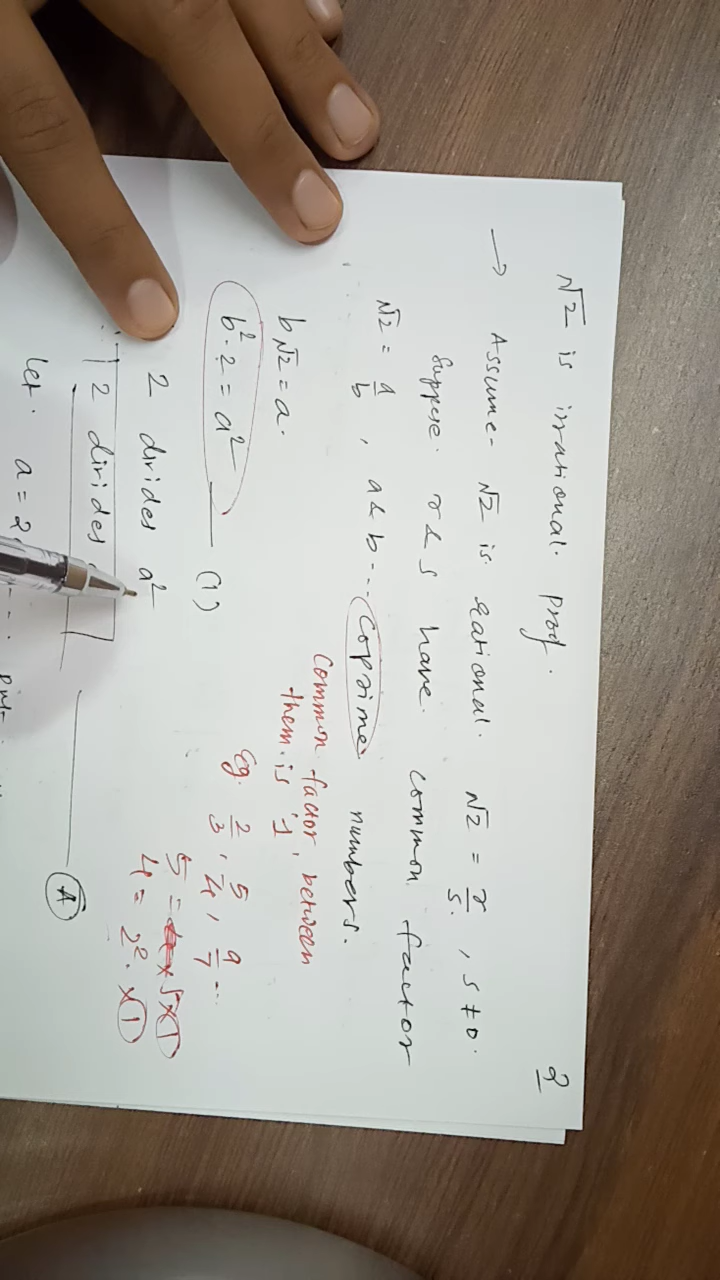 2
√2 is irrational. Proof.
→ Assume √2 is rational. √2 = r/s, s ≠ 0.
Suppose r & s have common factor
√2 = a/b, a & b... Coprime numbers.
Common factor, between
them is '1
b√2 = a.
Eg. 2/3, 5/4, 9/7 ...
b²·2 = a² — (1)
5 = 5×1
4 = 2²·×1
2 divides a²
∴ 2 divides
A
let. a = 2